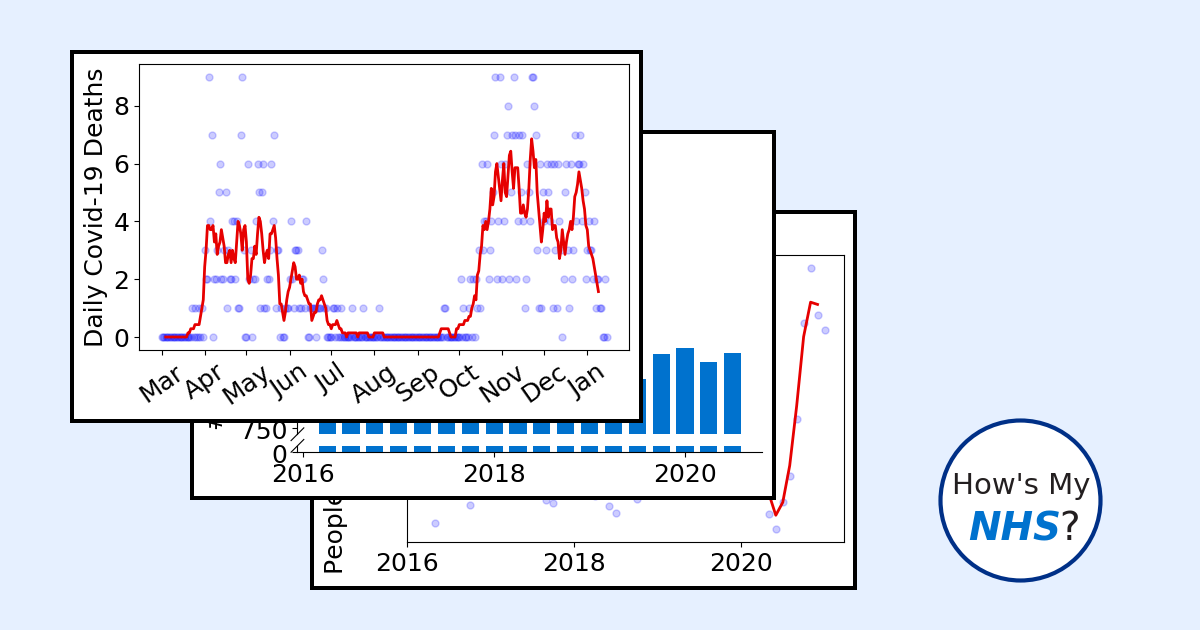 Daily Covid-19 Deaths
8
6
4
2
0
Mar Apr May Jun Jul Aug Sep Oct Nov Dec Jan
750
0
2016 2018 2020
People
2016 2018 2020
How's My
NHS?